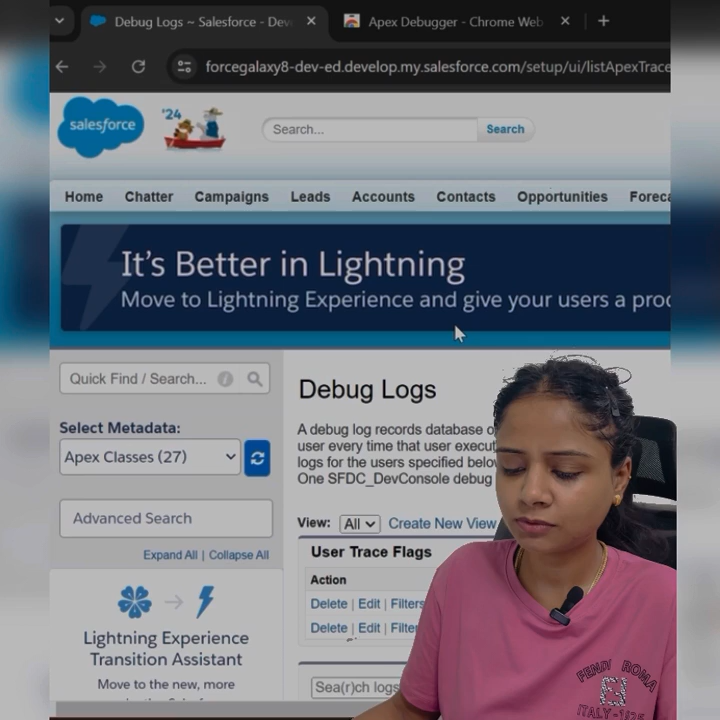 Debug Logs ~ Salesforce - Dev
Apex Debugger - Chrome Web
forcegalaxy8-dev-ed.develop.my.salesforce.com/setup/ui/listApexTrace
salesforce
'24
Search...
Search
Home Chatter Campaigns Leads Accounts Contacts Opportunities Foreca
It's Better in Lightning
Move to Lightning Experience and give your users a proc
Quick Find / Search...
Select Metadata:
Apex Classes (27)
Advanced Search
Expand All | Collapse All
Lightning Experience
Transition Assistant
Move to the new, more
Debug Logs
A debug log records database o
user every time that user execut
logs for the users specified belov
One SFDC_DevConsole debug
View: All Create New View
User Trace Flags
Action
Delete | Edit | Filters
Delete | Edit | Filter
Sea(r)ch logs
FENDI ROMA